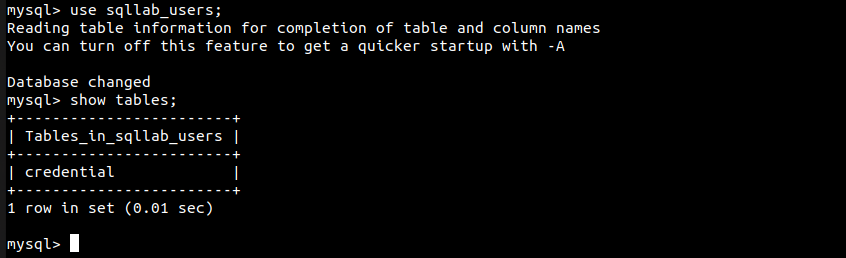 mysql> use sqllab_users;
Reading table information for completion of table and column names
You can turn off this feature to get a quicker startup with -A

Database changed
mysql> show tables;
+------------------------+
| Tables_in_sqllab_users |
+------------------------+
| credential             |
+------------------------+
1 row in set (0.01 sec)

mysql>